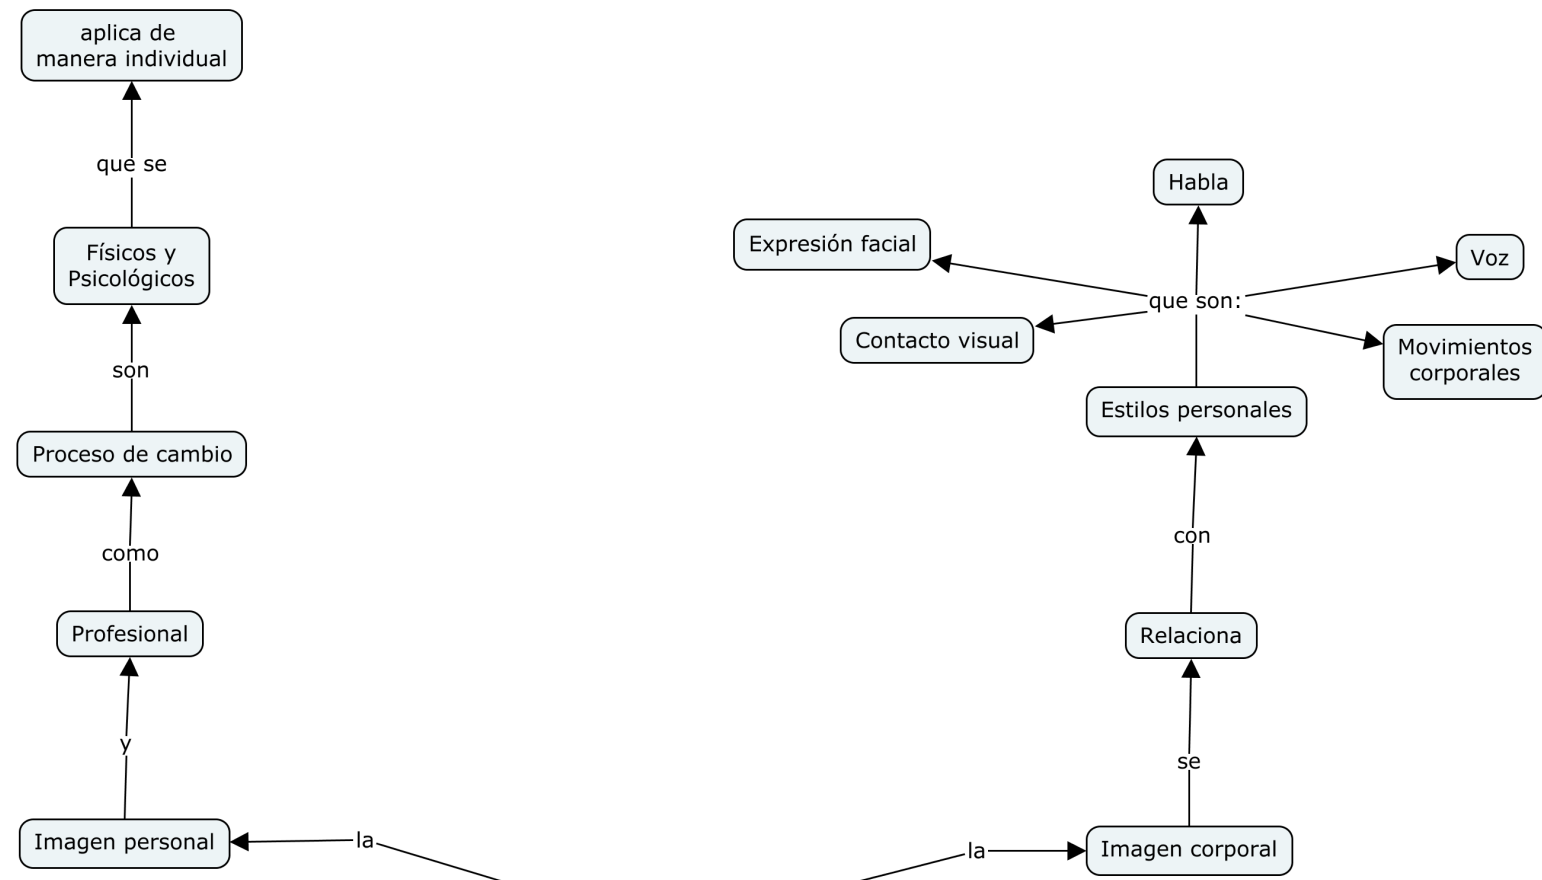 aplica de
manera individual
que se
Físicos y
Psicológicos
son
Proceso de cambio
como
Profesional
y
Imagen personal
la
Habla
Expresión facial
Voz
que son:
Contacto visual
Movimientos
corporales
Estilos personales
con
Relaciona
se
la
Imagen corporal